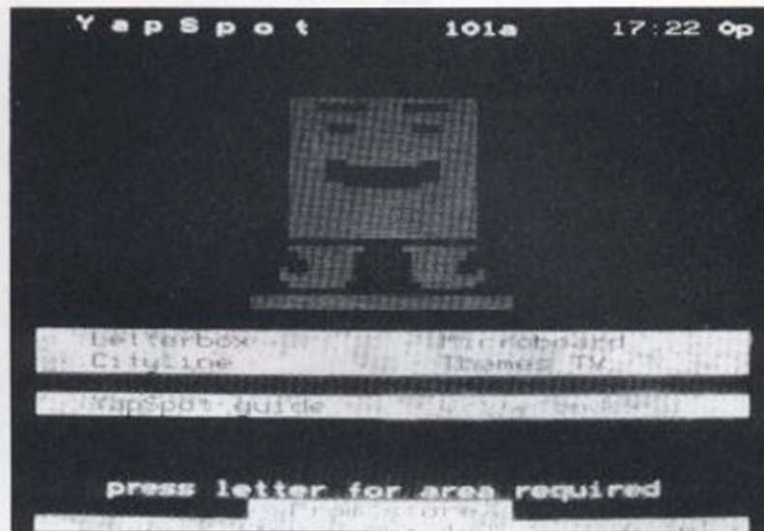 YapSpot 101a 17:22 0p
Letterbox Microboard
Cityline Thames TV
YapSpot guide
press letter for area required